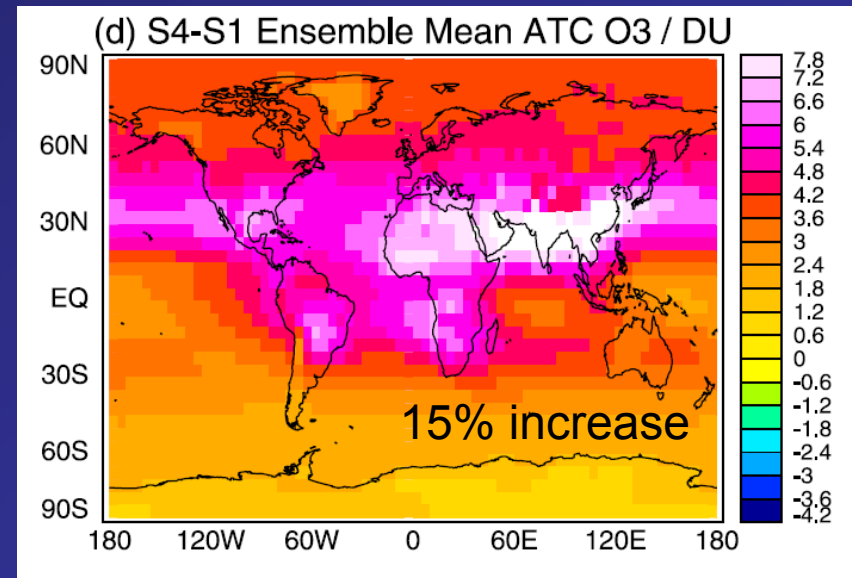 (d) S4-S1 Ensemble Mean ATC O3 / DU
90N
60N
30N
EQ
30S
60S
90S
180 120W 60W 0 60E 120E 180
15% increase
7.8
7.2
6.6
6
5.4
4.8
4.2
3.6
3
2.4
1.8
1.2
0.6
0
-0.6
-1.2
-1.8
-2.4
-3
-3.6
-4.2